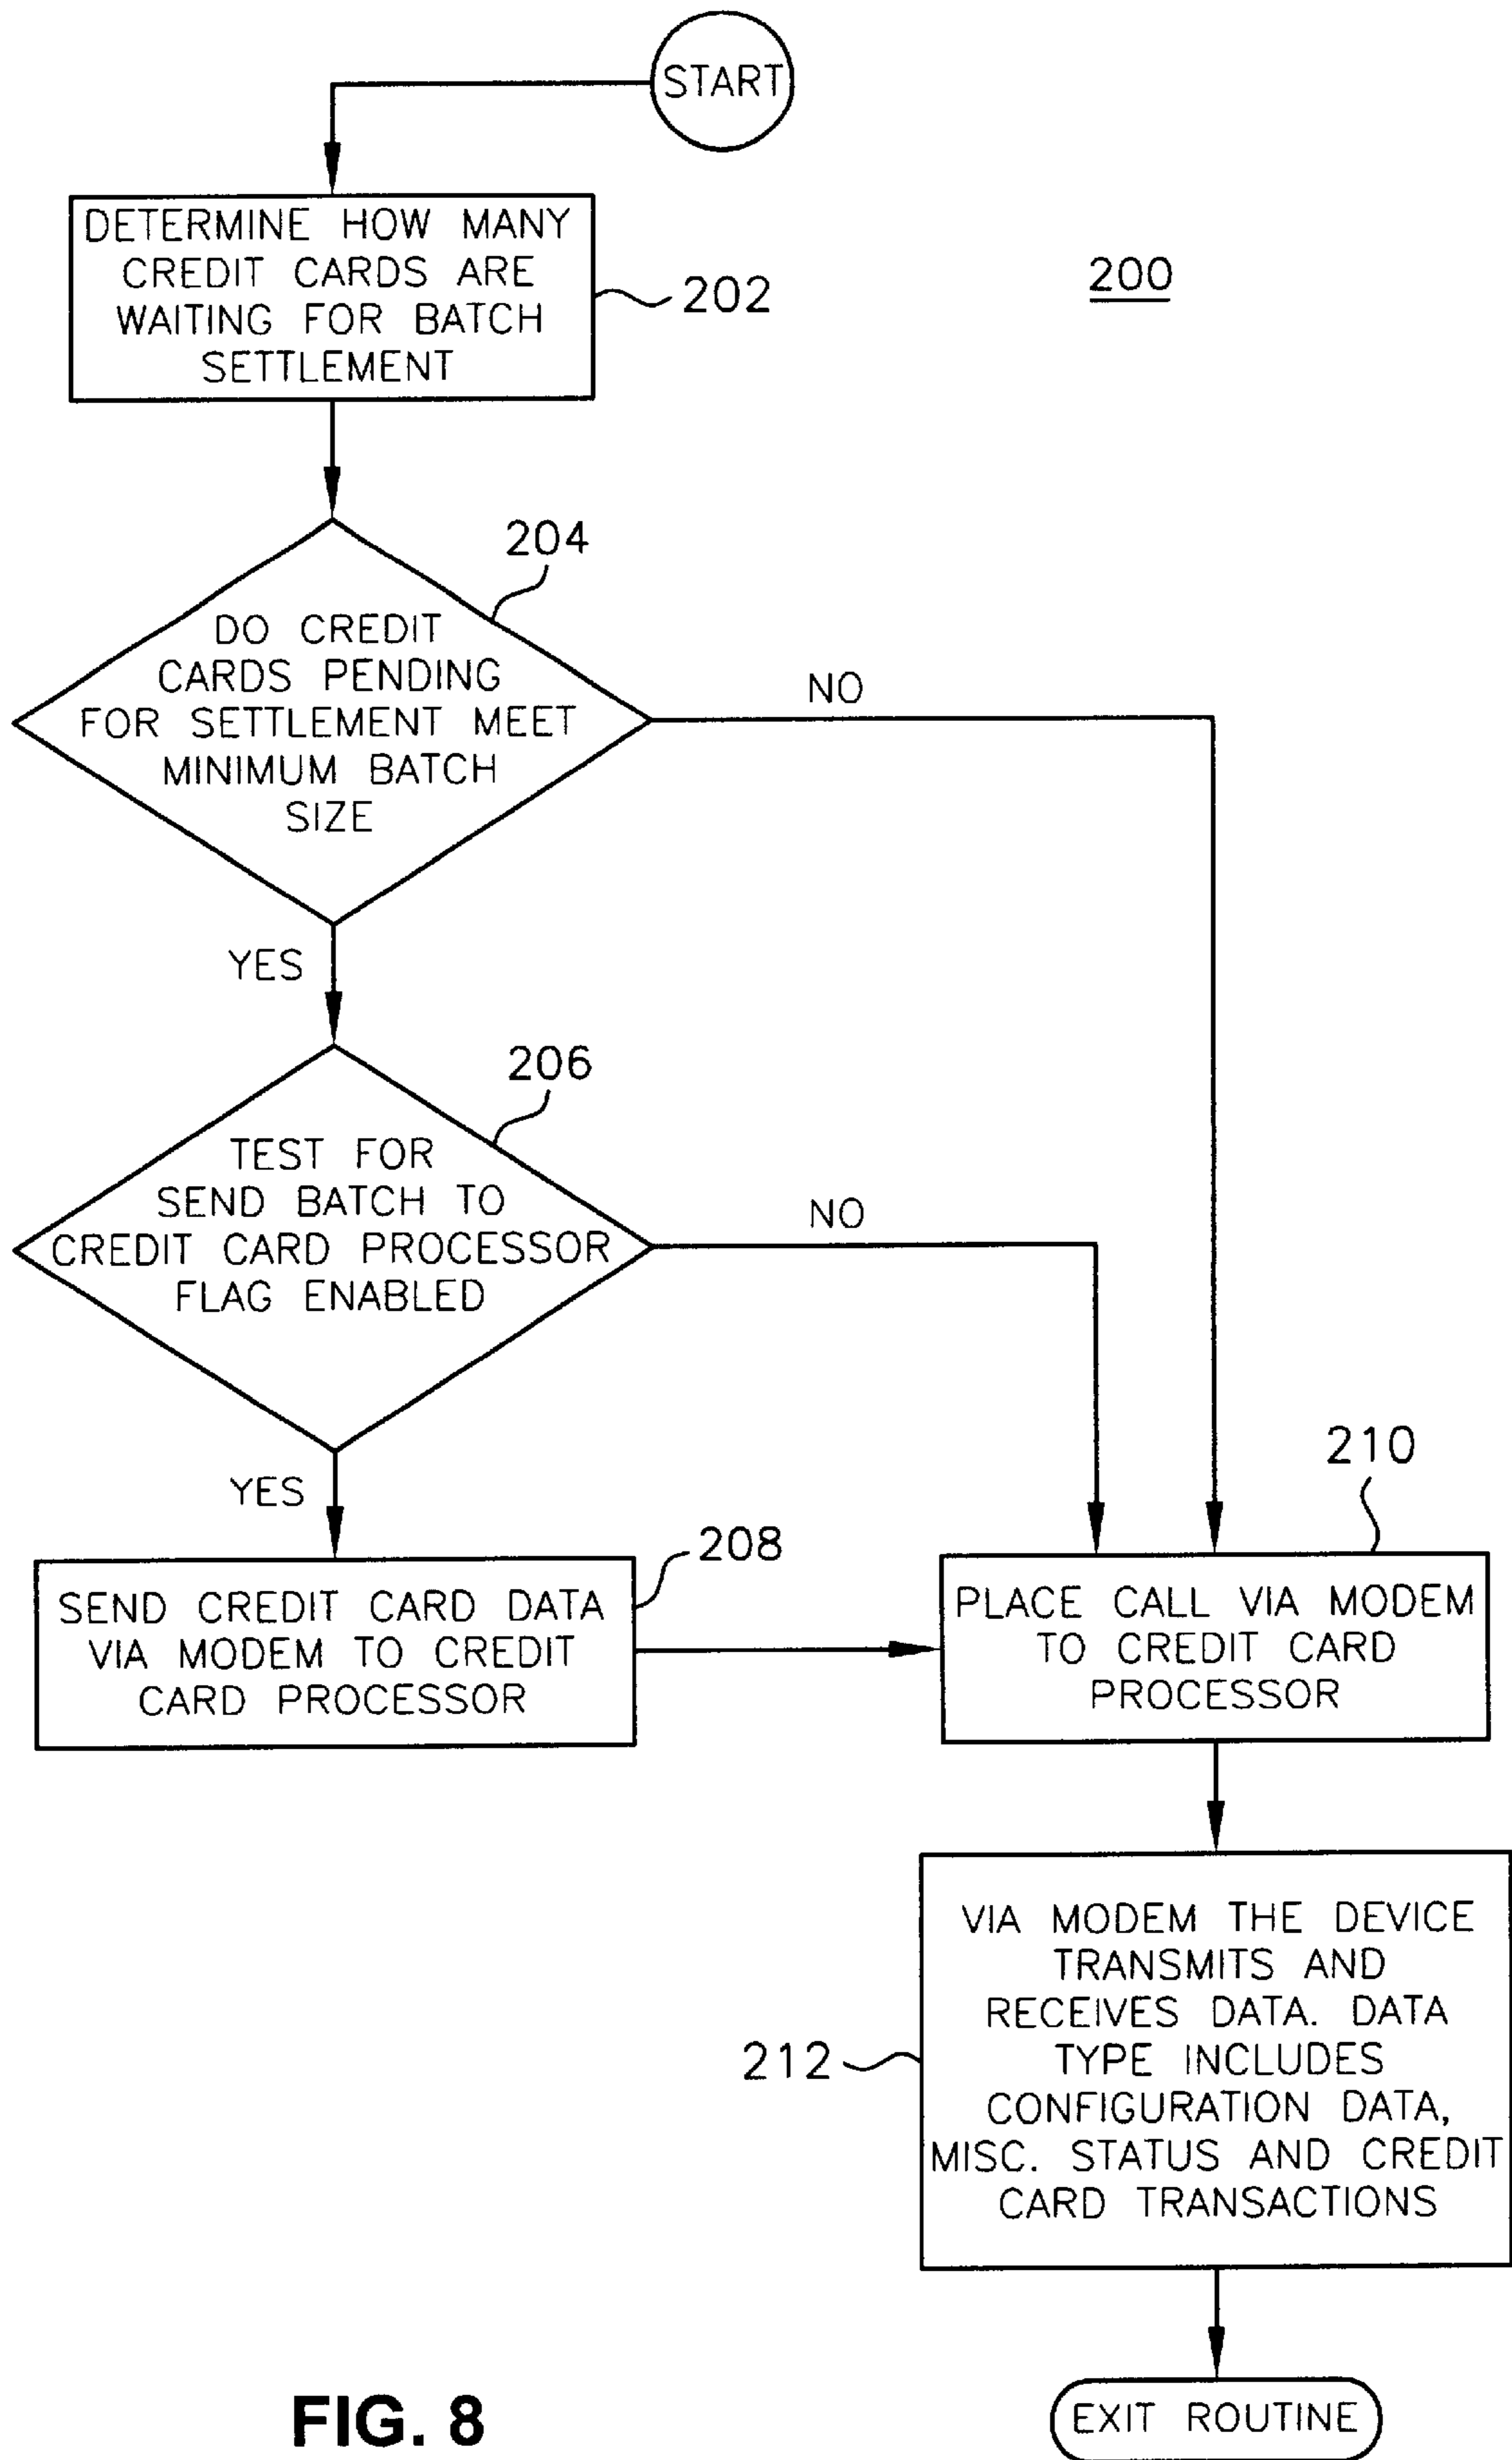 START
DETERMINE HOW MANY
CREDIT CARDS ARE
WAITING FOR BATCH
SETTLEMENT
202
200
204
DO CREDIT
CARDS PENDING
FOR SETTLEMENT MEET
MINIMUM BATCH
SIZE
NO
YES
206
TEST FOR
SEND BATCH TO
CREDIT CARD PROCESSOR
FLAG ENABLED
NO
YES
208
SEND CREDIT CARD DATA
VIA MODEM TO CREDIT
CARD PROCESSOR
210
PLACE CALL VIA MODEM
TO CREDIT CARD
PROCESSOR
212
VIA MODEM THE DEVICE
TRANSMITS AND
RECEIVES DATA. DATA
TYPE INCLUDES
CONFIGURATION DATA,
MISC. STATUS AND CREDIT
CARD TRANSACTIONS
EXIT ROUTINE
FIG. 8